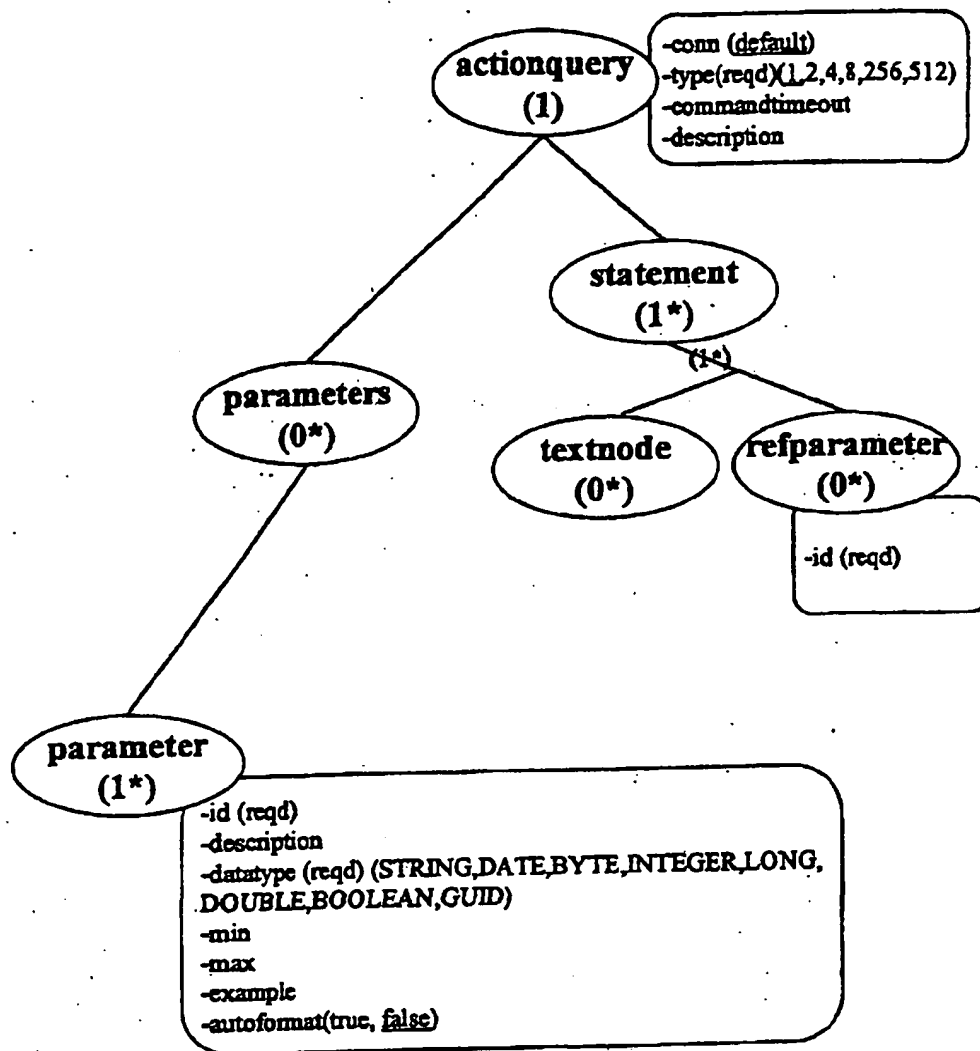 actionquery
(1)
-conn (default)
-type(reqd)(1,2,4,8,256,512)
-commandtimeout
-description
statement
(1*)
(1*)
parameters
(0*)
textnode
(0*)
refparameter
(0*)
-id (reqd)
parameter
(1*)
-id (reqd)
-description
-datatype (reqd) (STRING,DATE,BYTE,INTEGER,LONG,
DOUBLE,BOOLEAN,GUID)
-min
-max
-example
-autoformat(true, false)